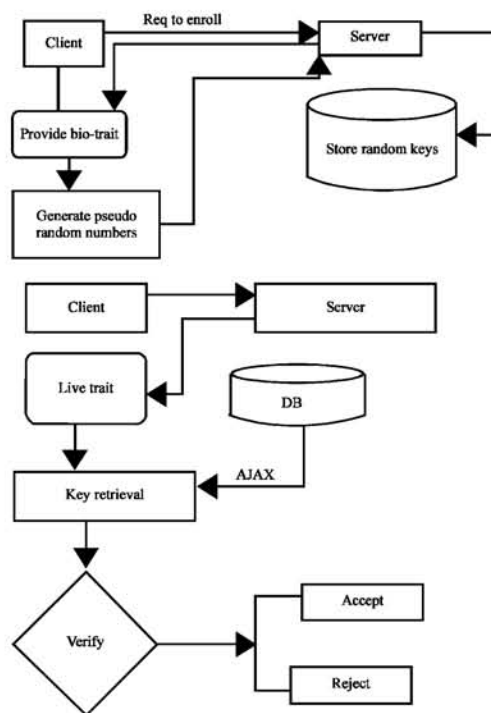 Req to enroll
Client
Server
Provide bio-trait
Store random keys
Generate pseudo
random numbers
Client
Server
Live trait
DB
AJAX
Key retrieval
Verify
Accept
Reject